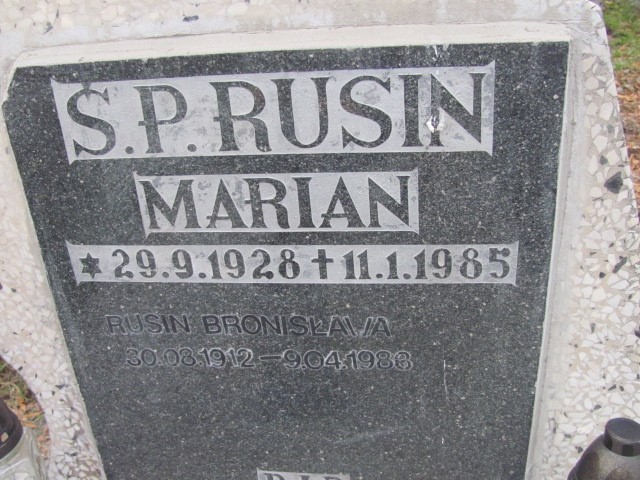 S.P. RUSIN
MARIAN
* 29.9.1928 + 11.1.1985
RUSIN BRONISŁAWA
30.08.1912 – 9.04.1988